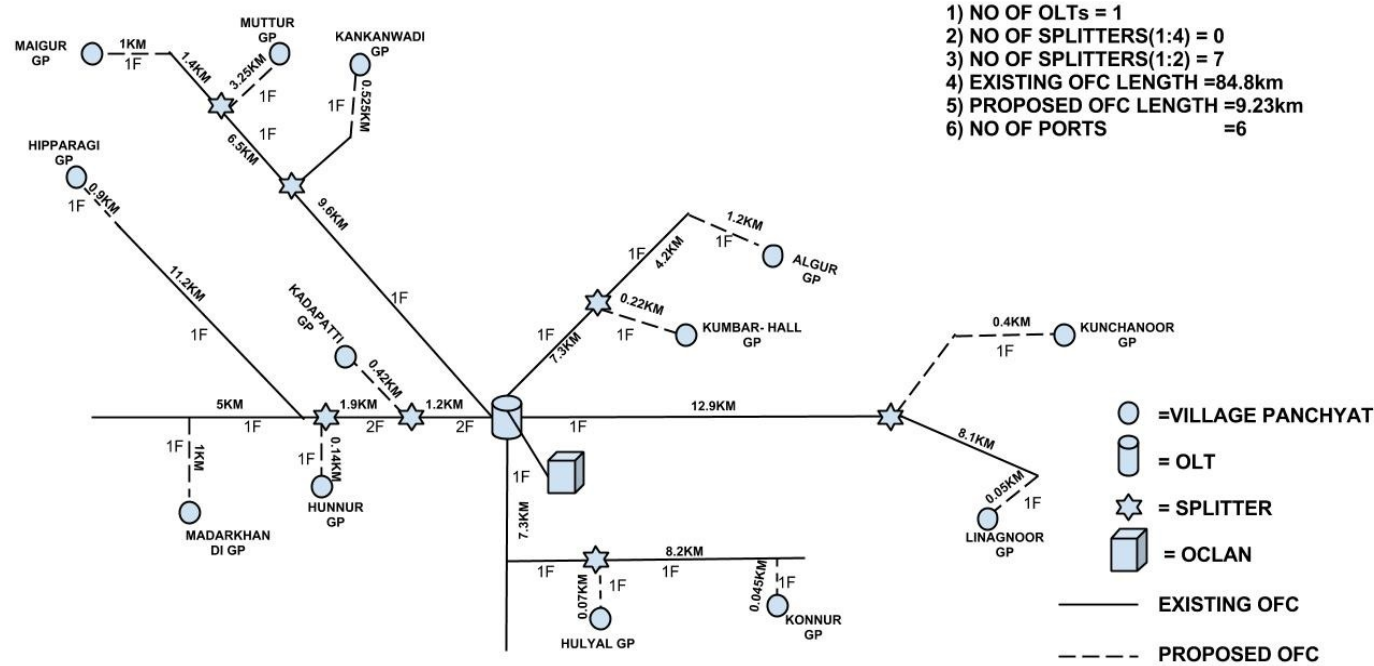 1) NO OF OLTs = 1
2) NO OF SPLITTERS(1:4) = 0
3) NO OF SPLITTERS(1:2) = 7
4) EXISTING OFC LENGTH =84.8km
5) PROPOSED OFC LENGTH =9.23km
6) NO OF PORTS =6
MAIGUR
GP
1KM
1F
1.4KM
MUTTUR
GP
3.25KM
1F
KANKANWADI
GP
0.525KM
1F
1F
6.5KM
HIPPARAGI
GP
0.9KM
1F
9.6KM
1F
11.2KM
1F
KADAPATTI
GP
0.42KM
1F
4.2KM
1.2KM
1F
ALGUR
GP
0.22KM
1F
KUMBAR- HALL
GP
1F
7.3KM
0.4KM
1F
KUNCHANOOR
GP
5KM
1F
1.9KM
2F
1.2KM
2F
12.9KM
1F
8.1KM
0.05KM
1F
LINAGNOOR
GP
1F
1KM
MADARKHAN
DI GP
1F
0.14KM
HUNNUR
GP
1F
7.3KM
8.2KM
1F
1F
0.07KM
1F
HULYAL GP
0.045KM
1F
KONNUR
GP
=VILLAGE PANCHYAT
= OLT
= SPLITTER
= OCLAN
EXISTING OFC
PROPOSED OFC